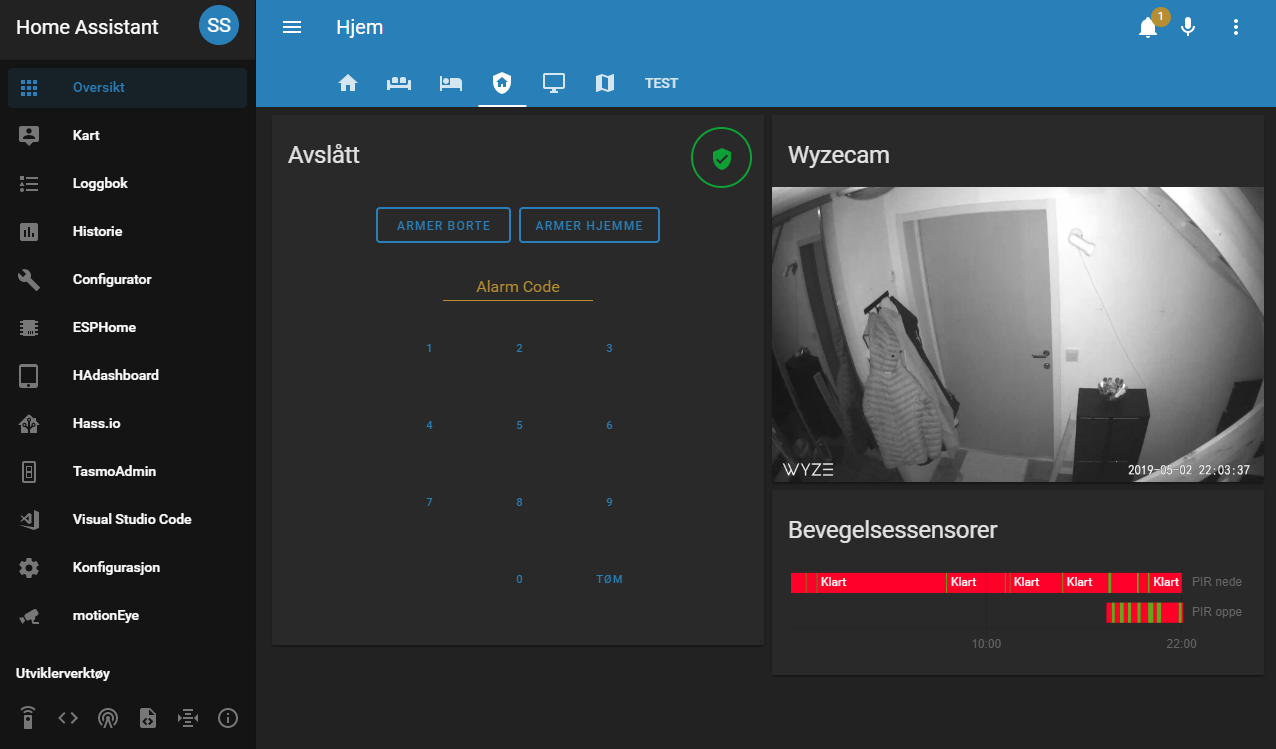 Home Assistant
SS
Oversikt
Kart
Loggbok
Historie
Configurator
ESPHome
HAdashboard
Hass.io
TasmoAdmin
Visual Studio Code
Konfigurasjon
motionEye
Utviklerverktøy
Hjem
1
TEST
Avslått
ARMER BORTE ARMER HJEMME
Alarm Code
1 2 3
4 5 6
7 8 9
0 TØM
Wyzecam
WYZE 2019-05-02 22:03:37
Bevegelsessensorer
Klart Klart Klart Klart Klart PIR nede
PIR oppe
10:00 22:00